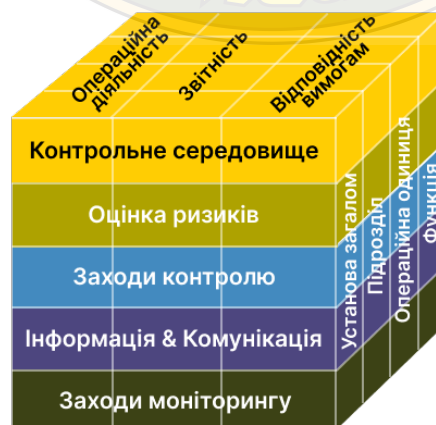 Операційна
діяльність
Звітність
Відповідність
вимогам
Контрольне середовище
Оцінка ризиків
Заходи контролю
Інформація & Комунікація
Заходи моніторингу
Установа загалом
Підрозділ
Операційна одиниця
Функція